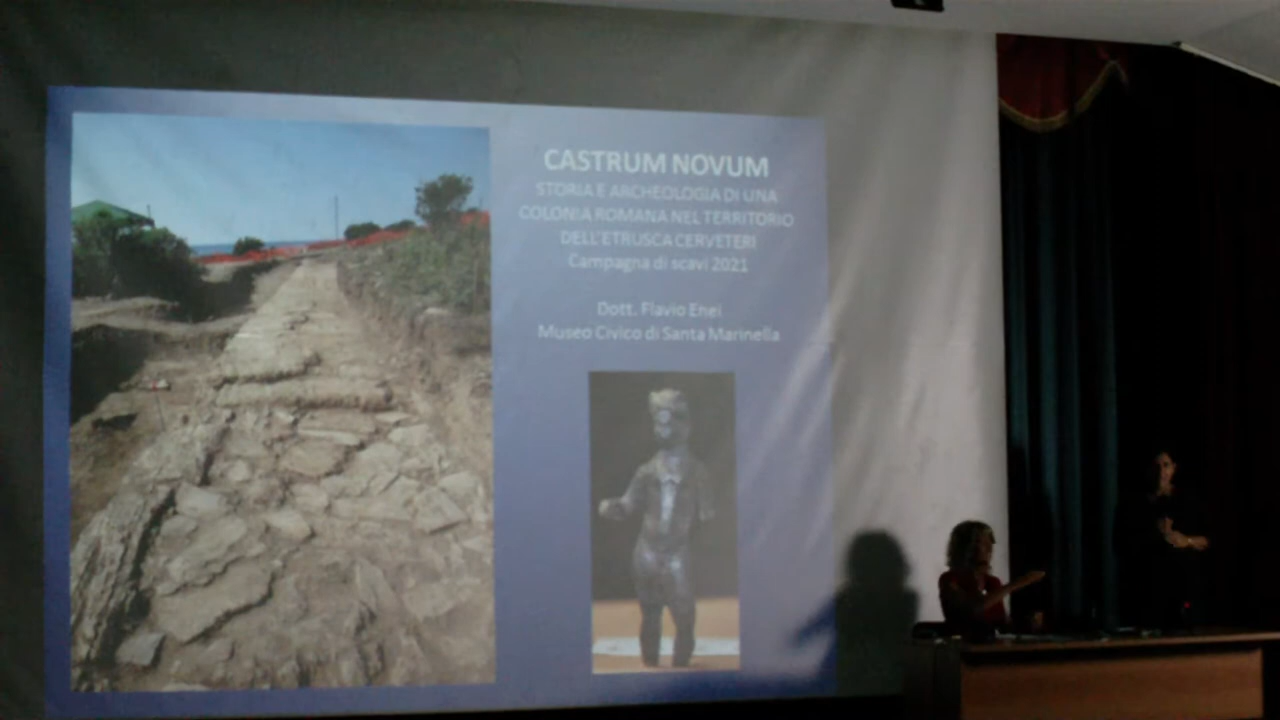 CASTRUM NOVUM
STORIA E ARCHEOLOGIA DI UNA
COLONIA ROMANA NEL TERRITORIO
DELL'ETRUSCA CERVETERI
Campagna di scavi 2021
Dott. Flavio Enei
Museo Civico di Santa Marinella